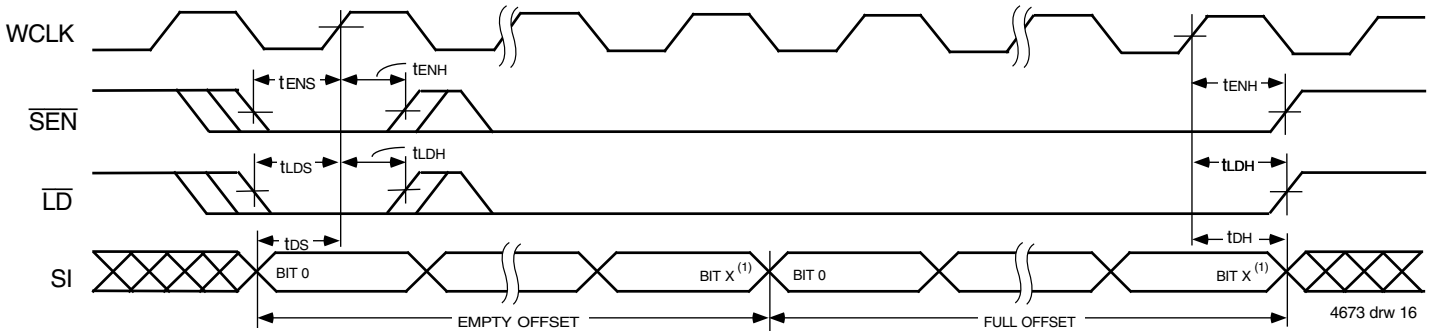 WCLK
tENS
tENH
tENH
SEN
tLDS
tLDH
tLDH
LD
tDS
tDH
SI
BIT 0
BIT X (1)
BIT 0
BIT X (1)
EMPTY OFFSET
FULL OFFSET
4673 drw 16